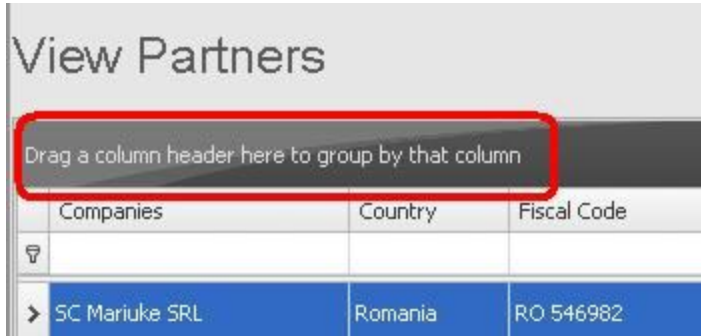 View Partners
Drag a column header here to group by that column
Companies Country Fiscal Code
SC Mariuke SRL Romania RO 546982